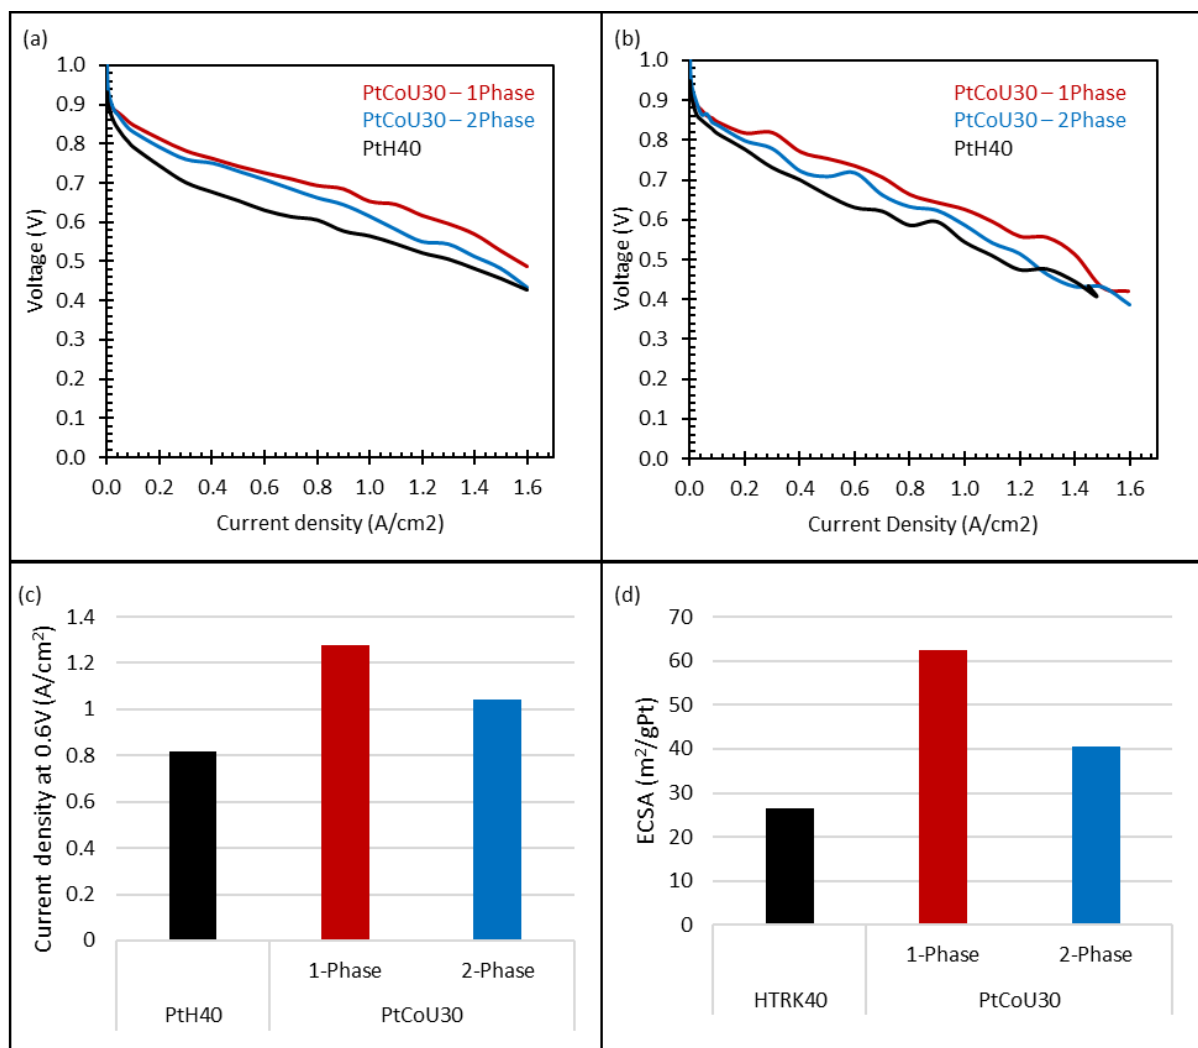 (a)
PtCoU30 – 1Phase
PtCoU30 – 2Phase
PtH40
Voltage (V)
1.0
0.9
0.8
0.7
0.6
0.5
0.4
0.3
0.2
0.1
0.0
0.0 0.2 0.4 0.6 0.8 1.0 1.2 1.4 1.6
Current density (A/cm2)
(b)
PtCoU30 – 1Phase
PtCoU30 – 2Phase
PtH40
Voltage (V)
1.0
0.9
0.8
0.7
0.6
0.5
0.4
0.3
0.2
0.1
0.0
0.0 0.2 0.4 0.6 0.8 1.0 1.2 1.4 1.6
Current Density (A/cm2)
(c)
Current density at 0.6V (A/cm²)
1.4
1.2
1
0.8
0.6
0.4
0.2
0
1-Phase 2-Phase
PtH40 PtCoU30
(d)
ECSA (m²/gPt)
70
60
50
40
30
20
10
0
1-Phase 2-Phase
HTRK40 PtCoU30